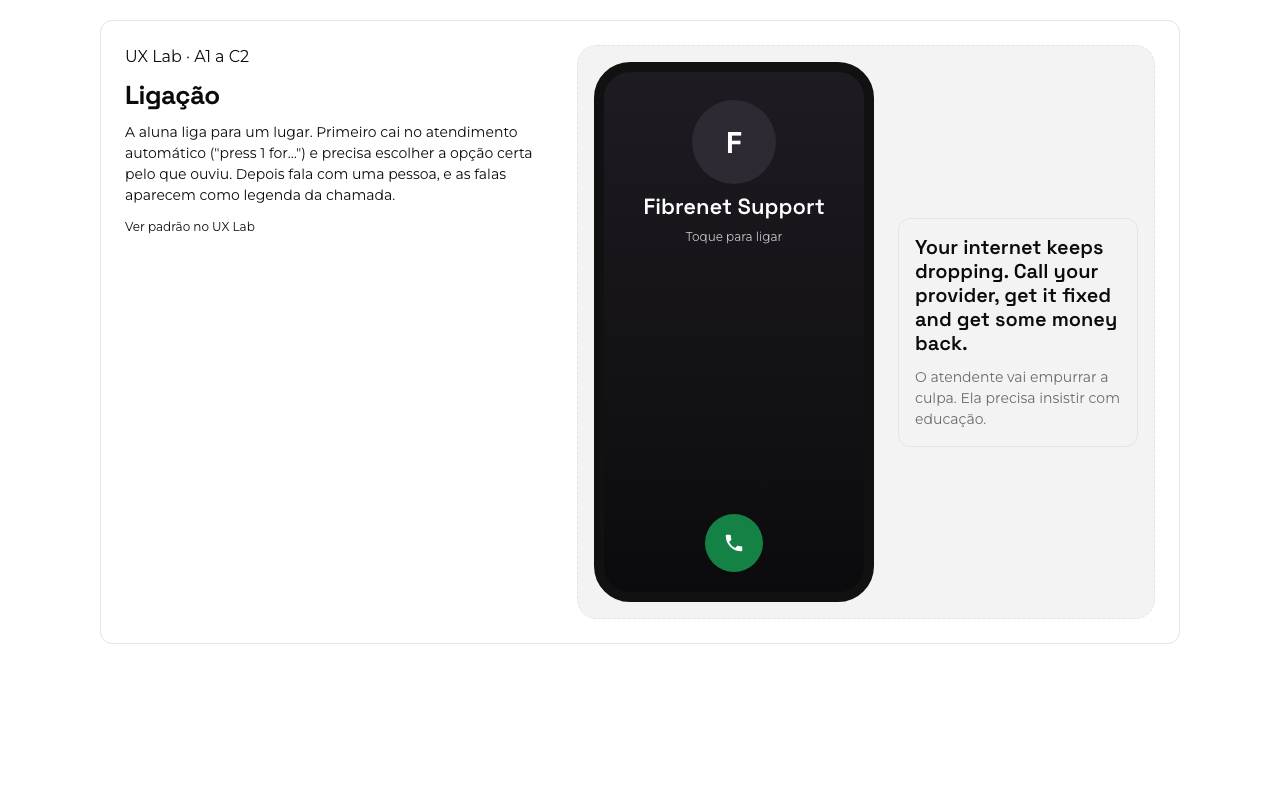 UX Lab · A1 a C2
Ligação
A aluna liga para um lugar. Primeiro cai no atendimento
automático ("press 1 for...") e precisa escolher a opção certa
pelo que ouviu. Depois fala com uma pessoa, e as falas
aparecem como legenda da chamada.
Ver padrão no UX Lab
F
Fibrenet Support
Toque para ligar
Your internet keeps
dropping. Call your
provider, get it fixed
and get some money
back.
O atendente vai empurrar a
culpa. Ela precisa insistir com
educação.